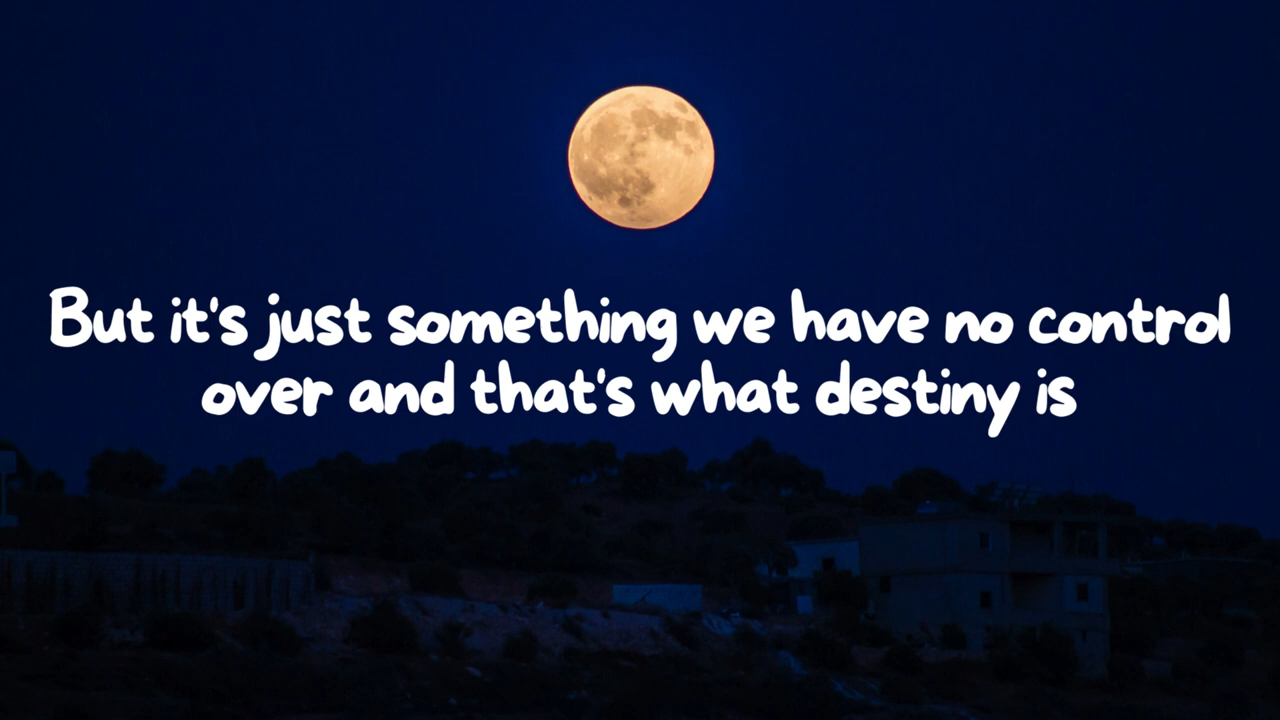 But it's just something we have no control
over and that's what destiny is